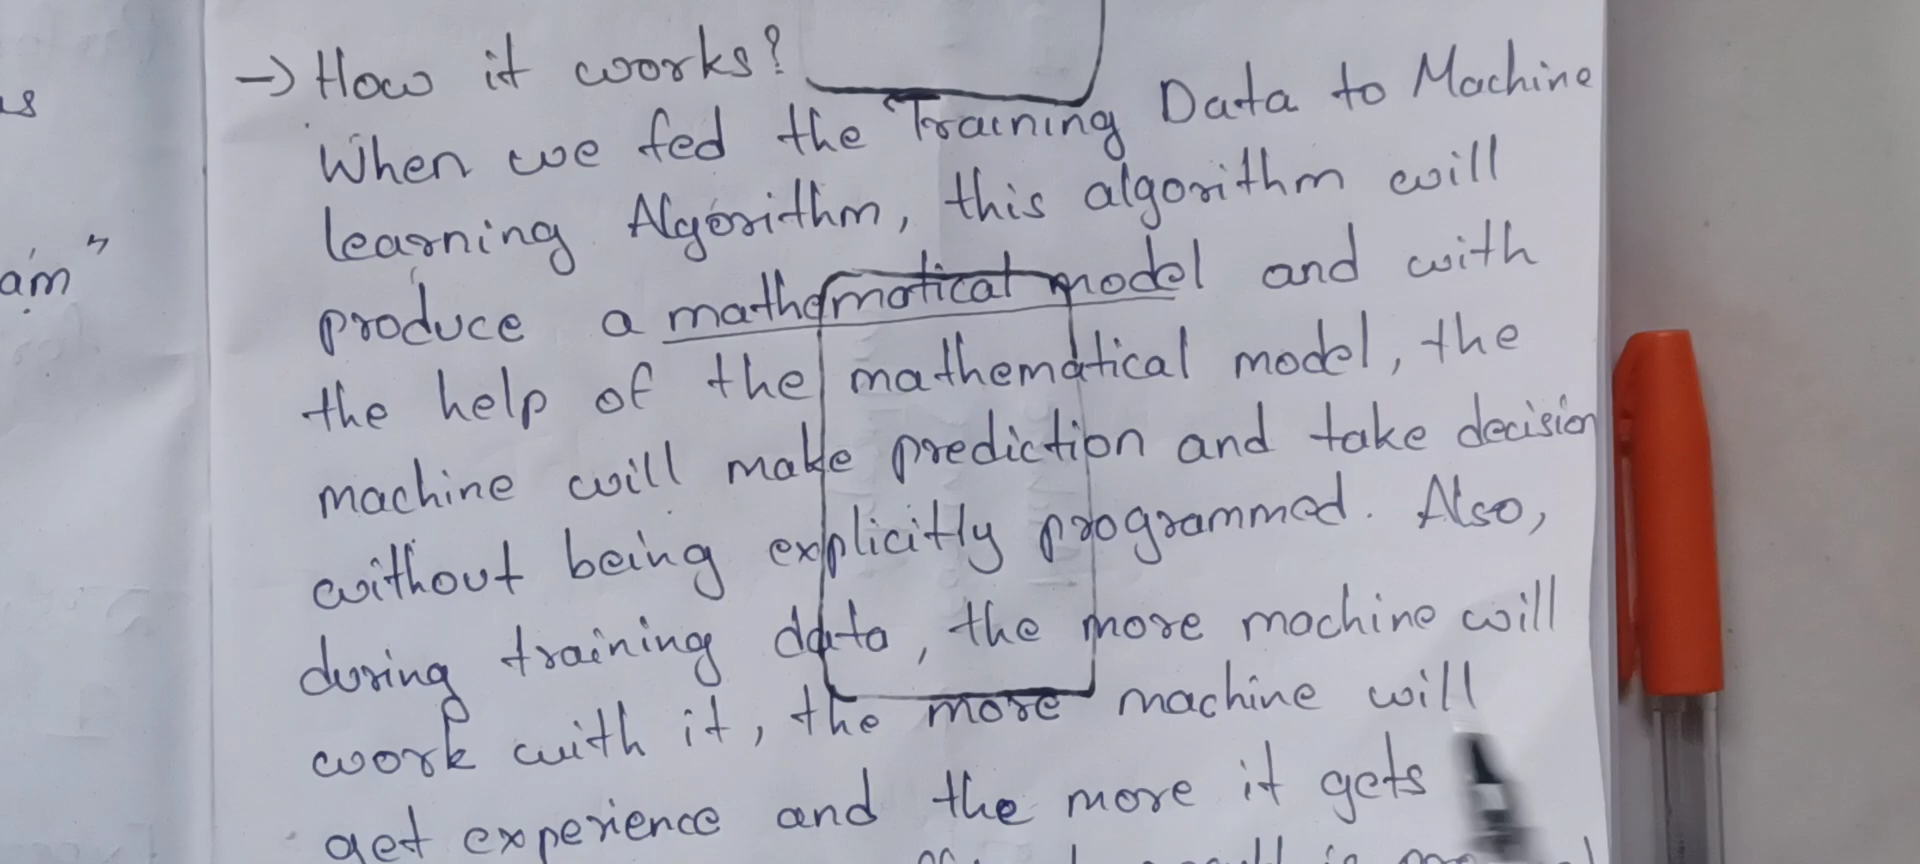 → How it works?
When we fed the Training Data to Machine
learning Algorithm, this algorithm will
produce a mathematical model and with
the help of the mathematical model, the
machine will make prediction and take decision
without being explicitly programmed. Also,
during training data, the more machine will
work with it, the more machine will
get experience and the more it gets